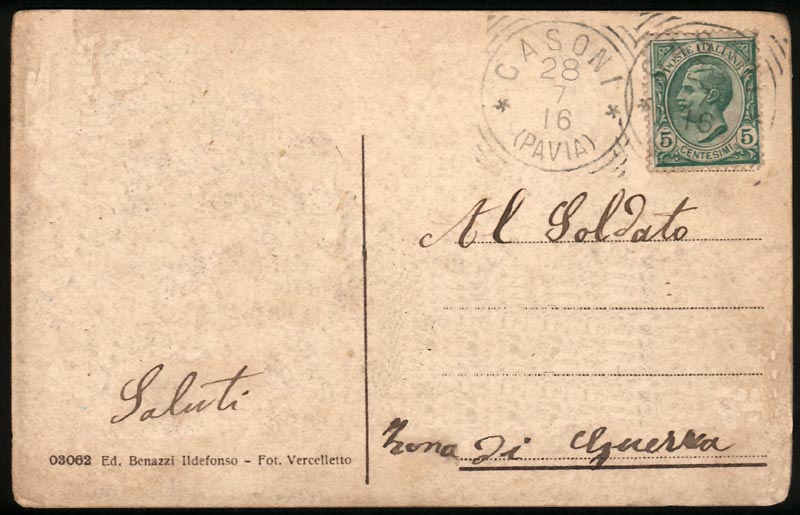 CASONI
28
7
16
(PAVIA)
POSTE ITALIANE
16
5 CENTESIMI 5
Al Soldato
Saluti
Zona di Guerra
03062 Ed. Benazzi Ildefonso - Fot. Vercelletto